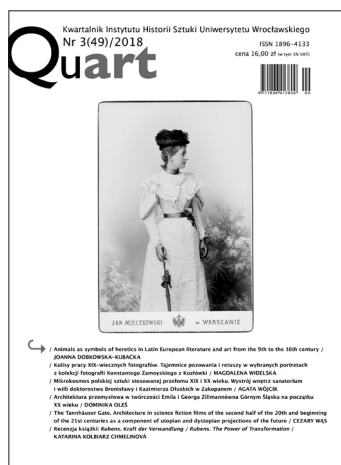 Kwartalnik Instytutu Historii Sztuki Uniwersytetu Wrocławskiego
Nr 3(49)/2018
ISSN 1896-4133
cena 16,00 zł (w tym 5% VAT)
Quart
JAN MIECZKOWSKI w WARSZAWIE
/ Animals as symbols of heretics in Latin European literature and art from the 9th to the 16th century /
JOANNA DOBKOWSKA-KUBACKA
/ Kulisy pracy XIX-wiecznych fotografów. Tajemnice pozowania i retuszy w wybranych portretach
z kolekcji fotografii Konstantego Zamoyskiego z Kozłówki / MAGDALENA WIDELSKA
/ Mikrokosmos polskiej sztuki stosowanej przełomu XIX i XX wieku. Wystrój wnętrz sanatorium
i willi doktorostwa Bronisławy i Kazimierza Dłuskich w Zakopanem / AGATA WÓJCIK
/ Architektura przemysłowa w twórczości Emila i Georga Zillmannówna Górnym Śląsku na początku
XX wieku / DOMINIKA OLEŚ
/ The Tannhäuser Gate. Architecture in science fiction films of the second half of the 20th and beginning
of the 21st centuries as a component of utopian and dystopian projections of the future / CEZARY WĄS
/ Recenzja książki: Rubens. Kraft der Verwandlung / Rubens. The Power of Transformation /
KATARINA KOLBIARZ CHMELINOVÁ